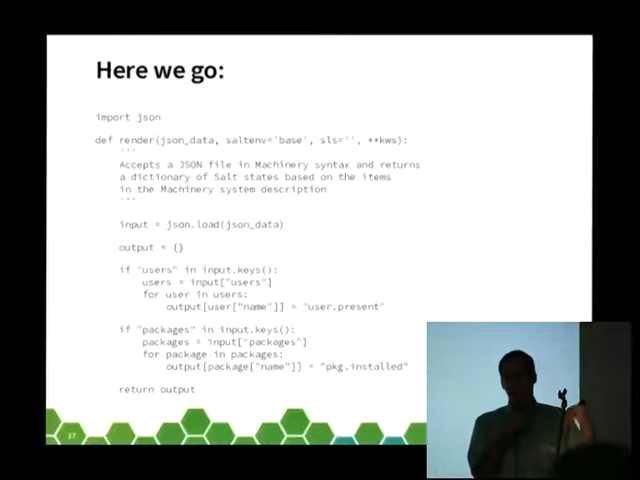 Here we go:
import json
def render(json_data, saltenv='base', sls='', **kws):
'''
Accepts a JSON file in Machinery syntax and returns
a dictionary of Salt states based on the items
in the Machinery system description
'''
input = json.load(json_data)
output = {}
if "users" in input.keys():
users = input["users"]
for user in users:
output[user["name"]] = "user.present"
if "packages" in input.keys():
packages = input["packages"]
for package in packages:
output[package["name"]] = "pkg.installed"
return output
37